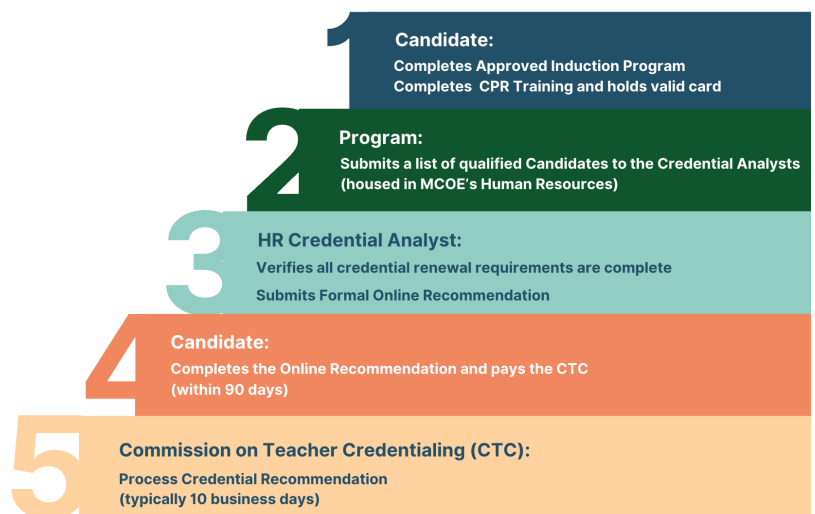 1
Candidate:
Completes Approved Induction Program
Completes CPR Training and holds valid card
2
Program:
Submits a list of qualified Candidates to the Credential Analysts
(housed in MCOE's Human Resources)
3
HR Credential Analyst:
Verifies all credential renewal requirements are complete
Submits Formal Online Recommendation
4
Candidate:
Completes the Online Recommendation and pays the CTC
(within 90 days)
5
Commission on Teacher Credentialing (CTC):
Process Credential Recommendation
(typically 10 business days)